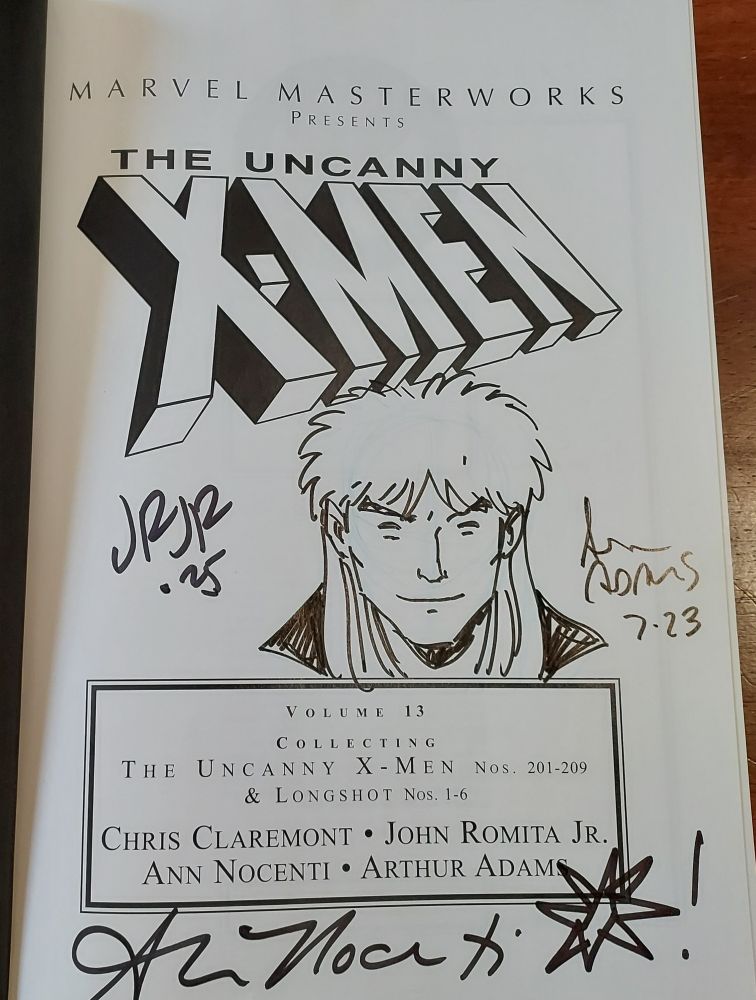 MARVEL MASTERWORKS
PRESENTS
THE UNCANNY
X-MEN
JRJR
.25
Art
ADAMS
7·23
VOLUME 13
COLLECTING
THE UNCANNY X-MEN NOS. 201-209
& LONGSHOT NOS. 1-6
CHRIS CLAREMONT • JOHN ROMITA JR.
ANN NOCENTI • ARTHUR ADAMS
Ann Nocenti !